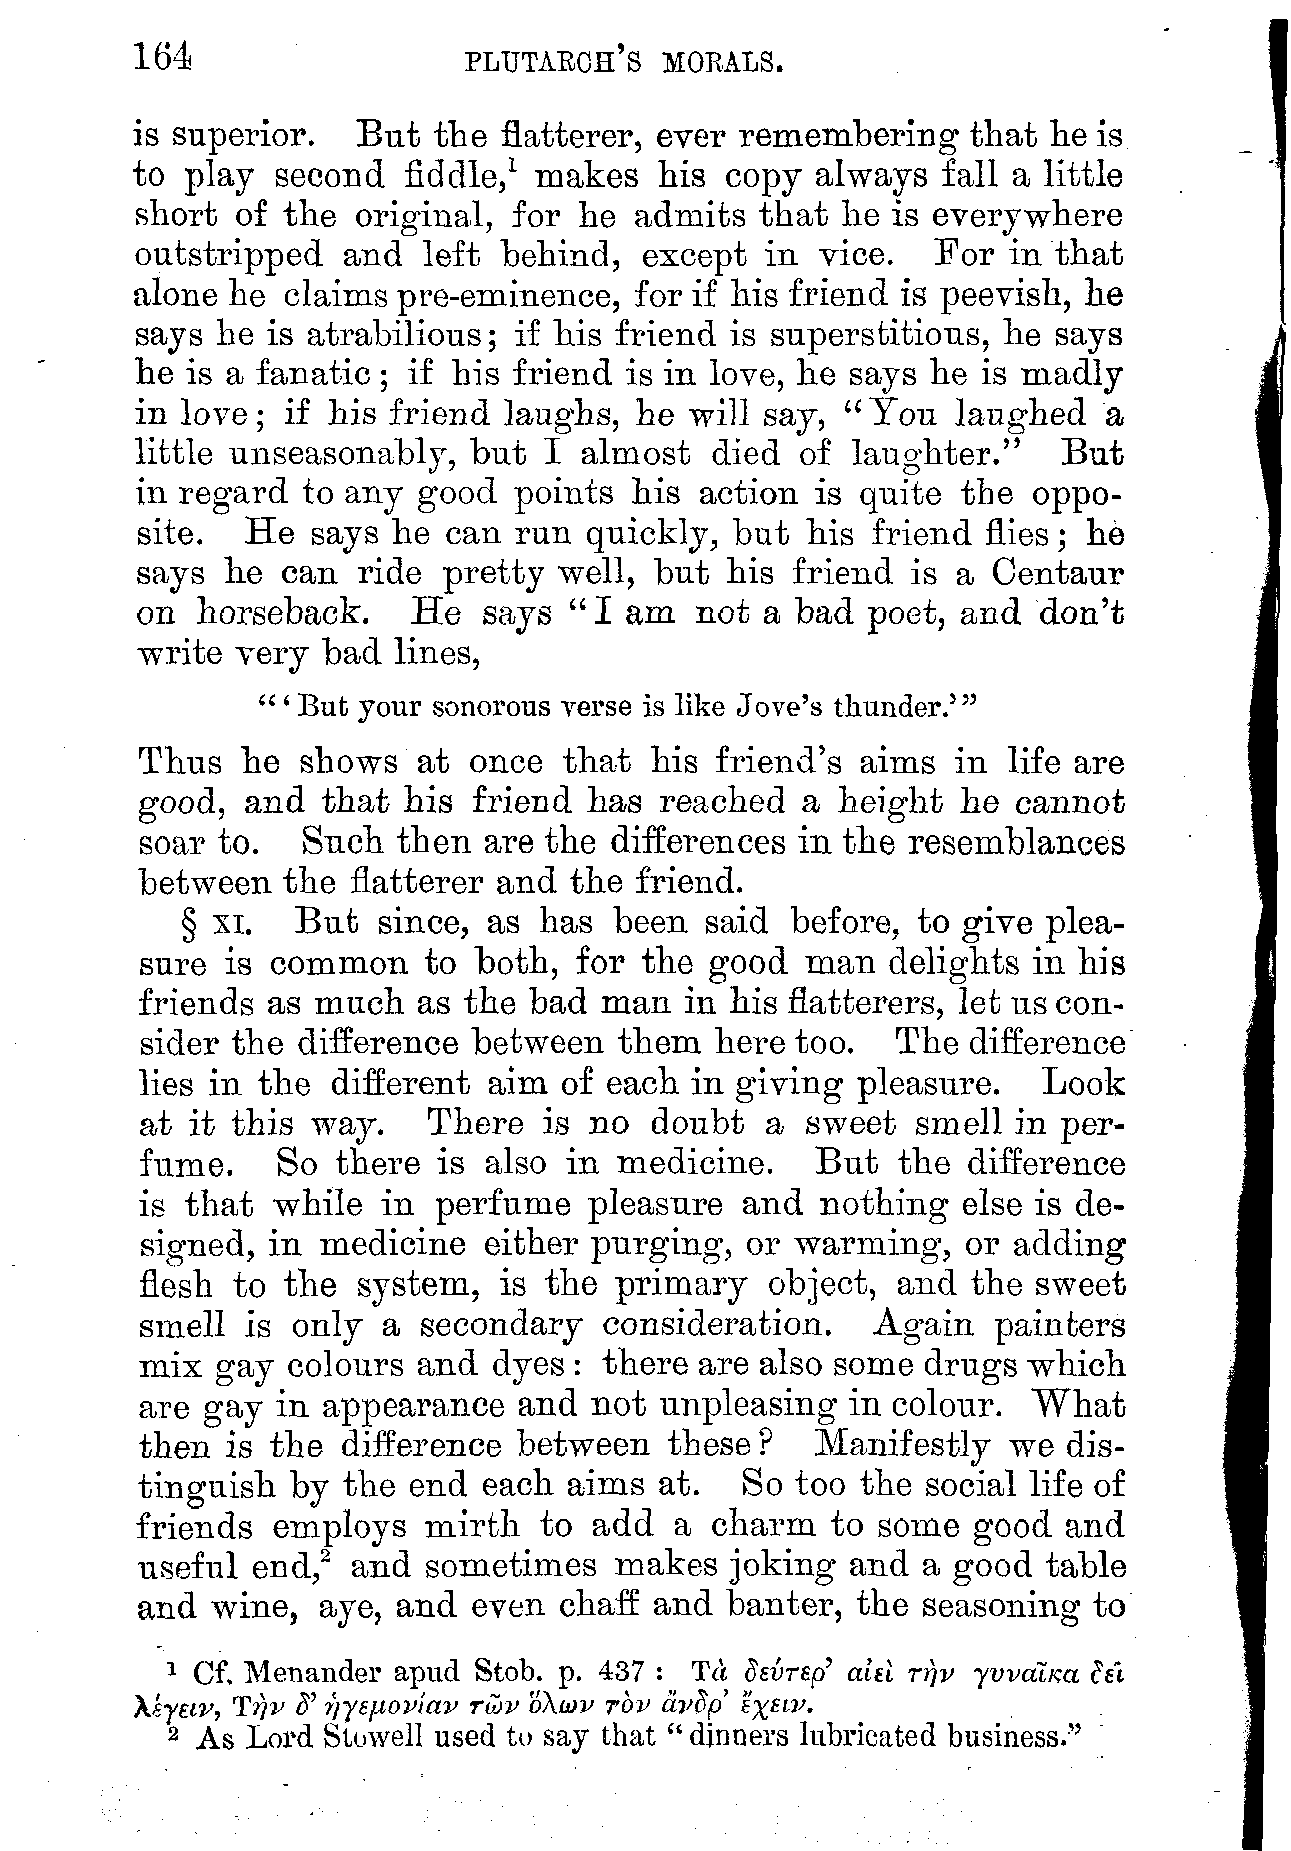 164 PLUTARCH'S MORALS.
is superior. But the flatterer, ever remembering that he is
to play second fiddle,¹ makes his copy always fall a little
short of the original, for he admits that he is everywhere
outstripped and left behind, except in vice. For in that
alone he claims pre-eminence, for if his friend is peevish, he
says he is atrabilious; if his friend is superstitious, he says
he is a fanatic; if his friend is in love, he says he is madly
in love; if his friend laughs, he will say, "You laughed a
little unseasonably, but I almost died of laughter." But
in regard to any good points his action is quite the oppo-
site. He says he can run quickly, but his friend flies; he
says he can ride pretty well, but his friend is a Centaur
on horseback. He says "I am not a bad poet, and don't
write very bad lines,
"'But your sonorous verse is like Jove's thunder.'"
Thus he shows at once that his friend's aims in life are
good, and that his friend has reached a height he cannot
soar to. Such then are the differences in the resemblances
between the flatterer and the friend.
§ XI. But since, as has been said before, to give plea-
sure is common to both, for the good man delights in his
friends as much as the bad man in his flatterers, let us con-
sider the difference between them here too. The difference
lies in the different aim of each in giving pleasure. Look
at it this way. There is no doubt a sweet smell in per-
fume. So there is also in medicine. But the difference
is that while in perfume pleasure and nothing else is de-
signed, in medicine either purging, or warming, or adding
flesh to the system, is the primary object, and the sweet
smell is only a secondary consideration. Again painters
mix gay colours and dyes: there are also some drugs which
are gay in appearance and not unpleasing in colour. What
then is the difference between these? Manifestly we dis-
tinguish by the end each aims at. So too the social life of
friends employs mirth to add a charm to some good and
useful end,² and sometimes makes joking and a good table
and wine, aye, and even chaff and banter, the seasoning to
¹ Cf. Menander apud Stob. p. 437: Τὰ δεύτερ' αἰεὶ τὴν γυναῖκα δεῖ
λέγειν, Τὴν δ' ἡγεμονίαν τῶν ὅλων τὸν ἄνδρ' ἔχειν.
² As Lord Stowell used to say that "dinners lubricated business."